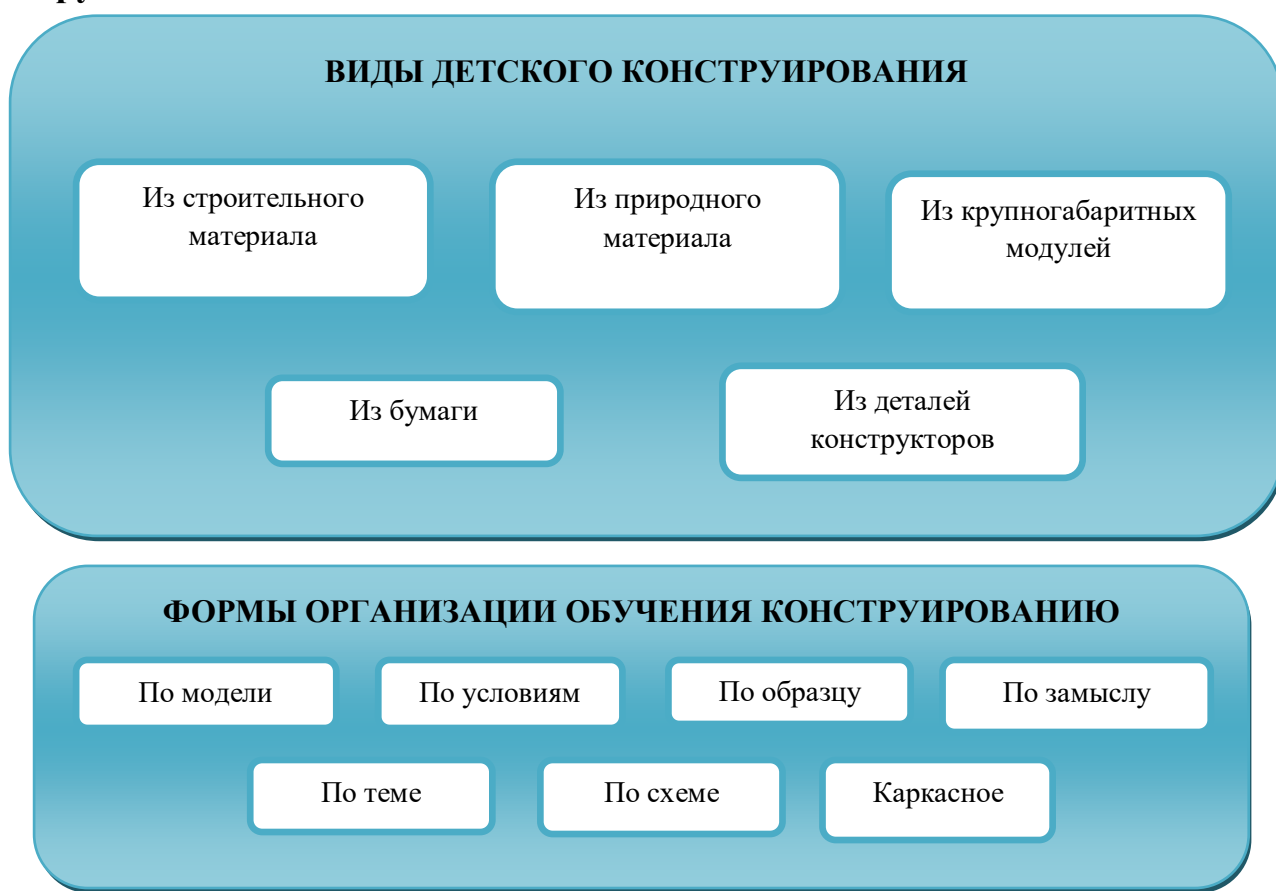 ВИДЫ ДЕТСКОГО КОНСТРУИРОВАНИЯ
Из строительного
материала
Из природного
материала
Из крупногабаритных
модулей
Из бумаги
Из деталей
конструкторов
ФОРМЫ ОРГАНИЗАЦИИ ОБУЧЕНИЯ КОНСТРУИРОВАНИЮ
По модели
По условиям
По образцу
По замыслу
По теме
По схеме
Каркасное